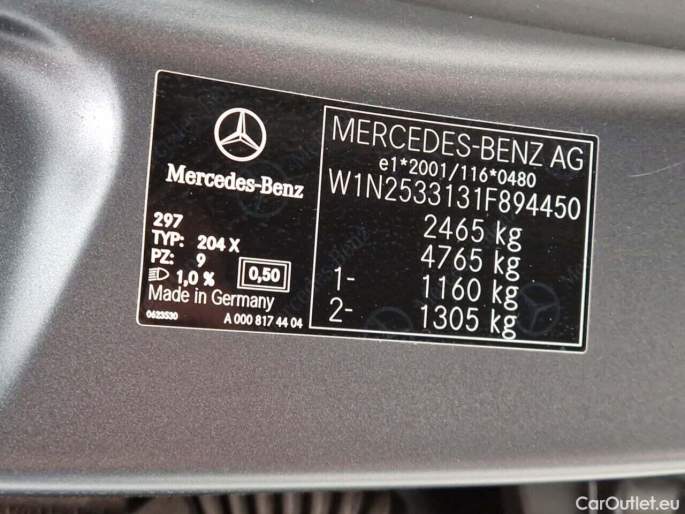 Mercedes-Benz
297
TYP: 204 X
PZ: 9
1,0 % 0,50
Made in Germany
0623530 A 000 817 44 04
MERCEDES-BENZ AG
e1*2001/116*0480
W1N2533131F894450
2465 kg
4765 kg
1- 1160 kg
2- 1305 kg
CarOutlet.eu